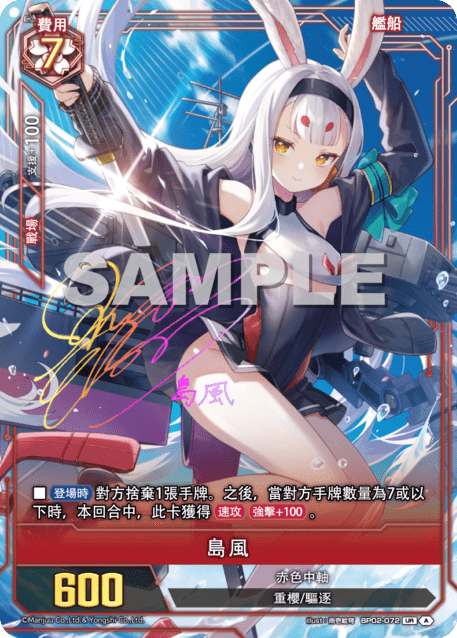 費用
7
艦船
支援+100
戰場
SAMPLE
島風
■ 登場時 對方捨棄1張手牌。之後，當對方手牌數量為7或以
下時，本回合中，此卡獲得 速攻 強擊+100 。
島風
600
赤色中軸
重櫻/驅逐
©Manjuu Co.,Ltd & Yongshi Co.,Ltd.
BP02-072 UR A